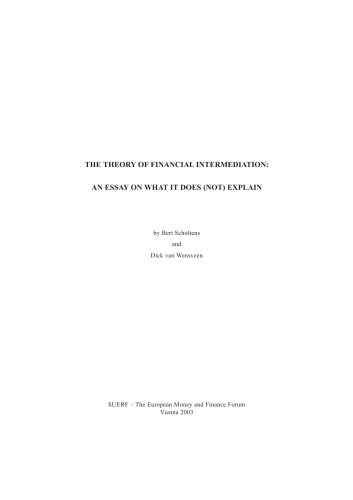 THE THEORY OF FINANCIAL INTERMEDIATION:
AN ESSAY ON WHAT IT DOES (NOT) EXPLAIN
by Bert Scholtens
and
Dick van Wensveen
SUERF – The European Money and Finance Forum
Vienna 2003